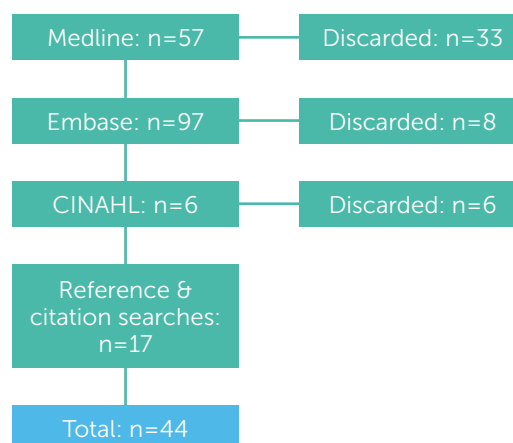 Medline: n=57
Discarded: n=33
Embase: n=97
Discarded: n=8
CINAHL: n=6
Discarded: n=6
Reference &
citation searches:
n=17
Total: n=44